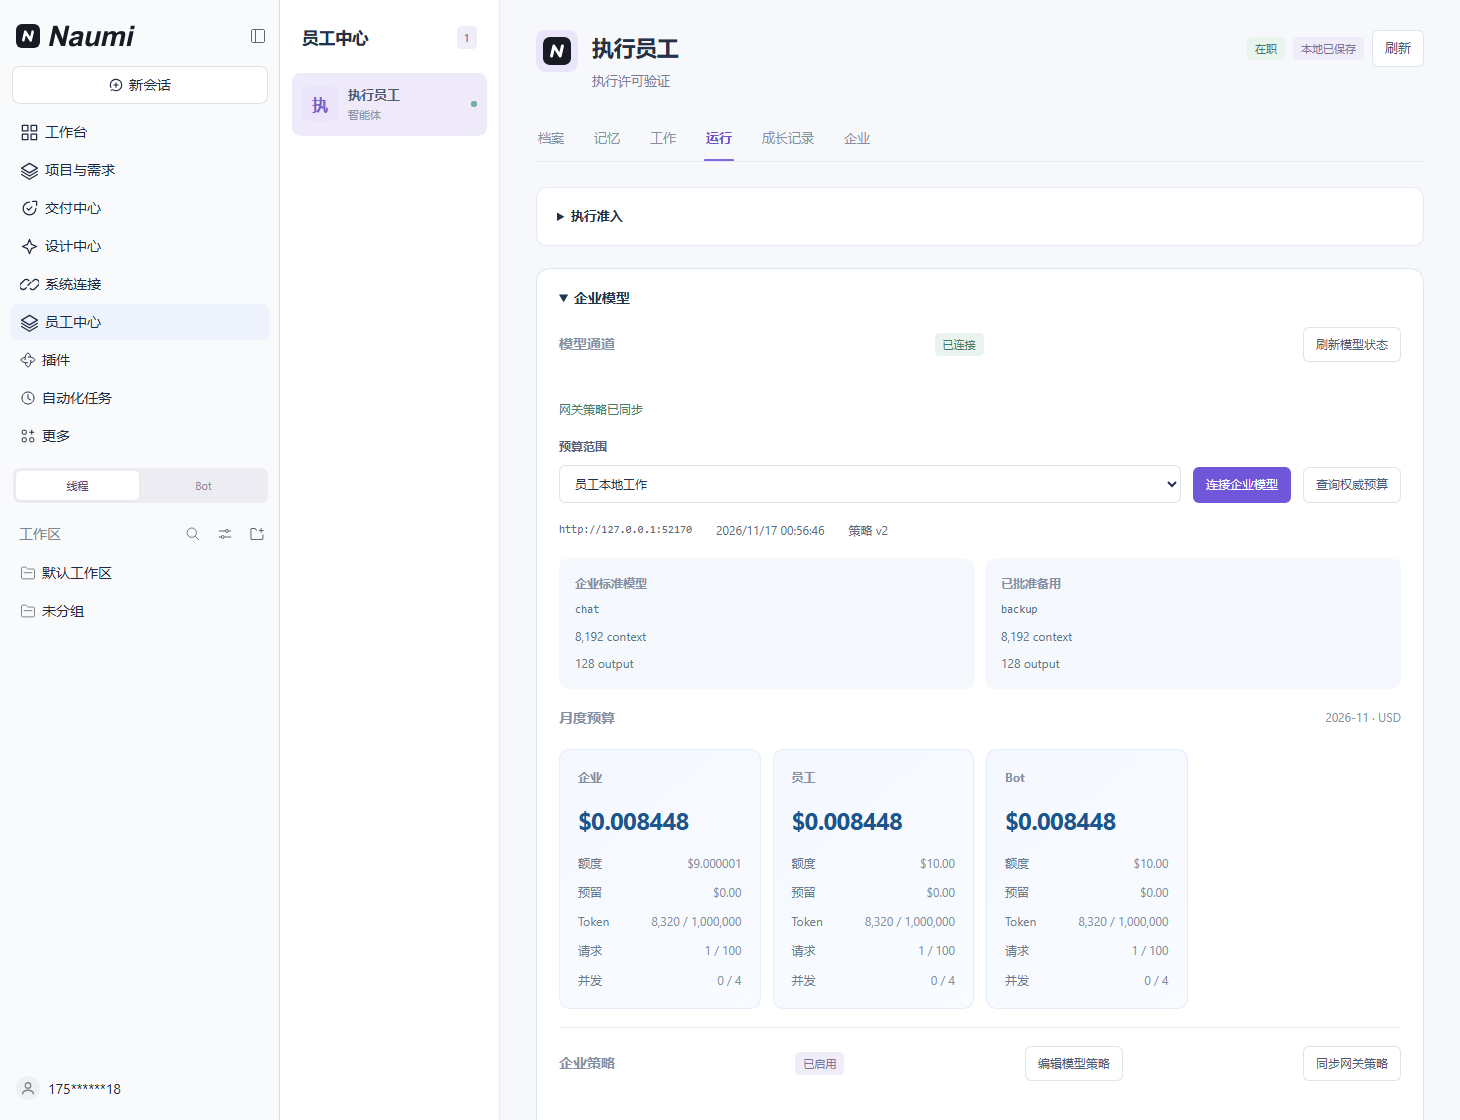 Naumi
新会话
工作台
项目与需求
交付中心
设计中心
系统连接
员工中心
插件
自动化任务
更多
线程
Bot
工作区
默认工作区
未分组
175******18
员工中心
1
执
执行员工
智能体
执行员工
执行许可验证
在职
本地已保存
刷新
档案
记忆
工作
运行
成长记录
企业
执行准入
企业模型
模型通道
已连接
刷新模型状态
网关策略已同步
预算范围
员工本地工作
连接企业模型
查询权威预算
http://127.0.0.1:52170
2026/11/17 00:56:46
策略 v2
企业标准模型
chat
8,192 context
128 output
已批准备用
backup
8,192 context
128 output
月度预算
2026-11 · USD
企业
$0.008448
额度 $9.000001
预留 $0.00
Token 8,320 / 1,000,000
请求 1 / 100
并发 0 / 4
员工
$0.008448
额度 $10.00
预留 $0.00
Token 8,320 / 1,000,000
请求 1 / 100
并发 0 / 4
Bot
$0.008448
额度 $10.00
预留 $0.00
Token 8,320 / 1,000,000
请求 1 / 100
并发 0 / 4
企业策略
已启用
编辑模型策略
同步网关策略